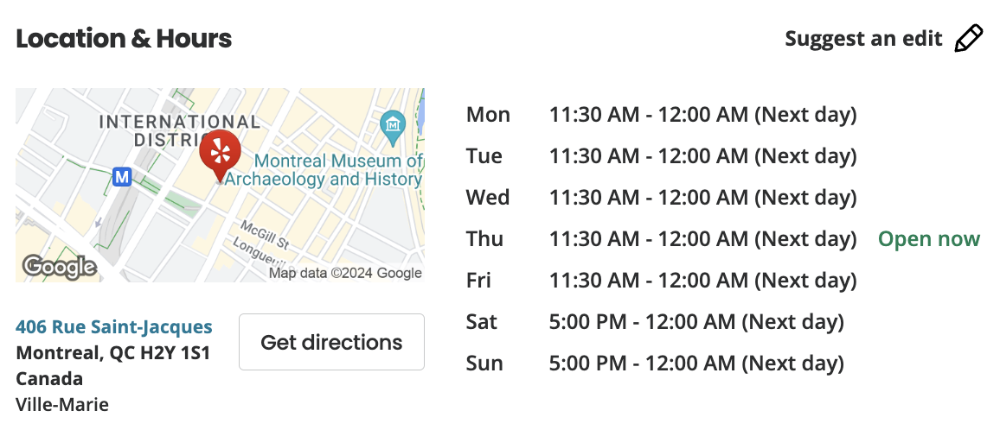 Location & Hours
Suggest an edit
INTERNATIONAL
M
Montreal Museum of
Archaeology and History
M
McGill St
Google
Map data ©2024 Google
406 Rue Saint-Jacques
Montreal, QC H2Y 1S1
Canada
Ville-Marie
Get directions
Mon 11:30 AM - 12:00 AM (Next day)
Tue 11:30 AM - 12:00 AM (Next day)
Wed 11:30 AM - 12:00 AM (Next day)
Thu 11:30 AM - 12:00 AM (Next day) Open now
Fri 11:30 AM - 12:00 AM (Next day)
Sat 5:00 PM - 12:00 AM (Next day)
Sun 5:00 PM - 12:00 AM (Next day)